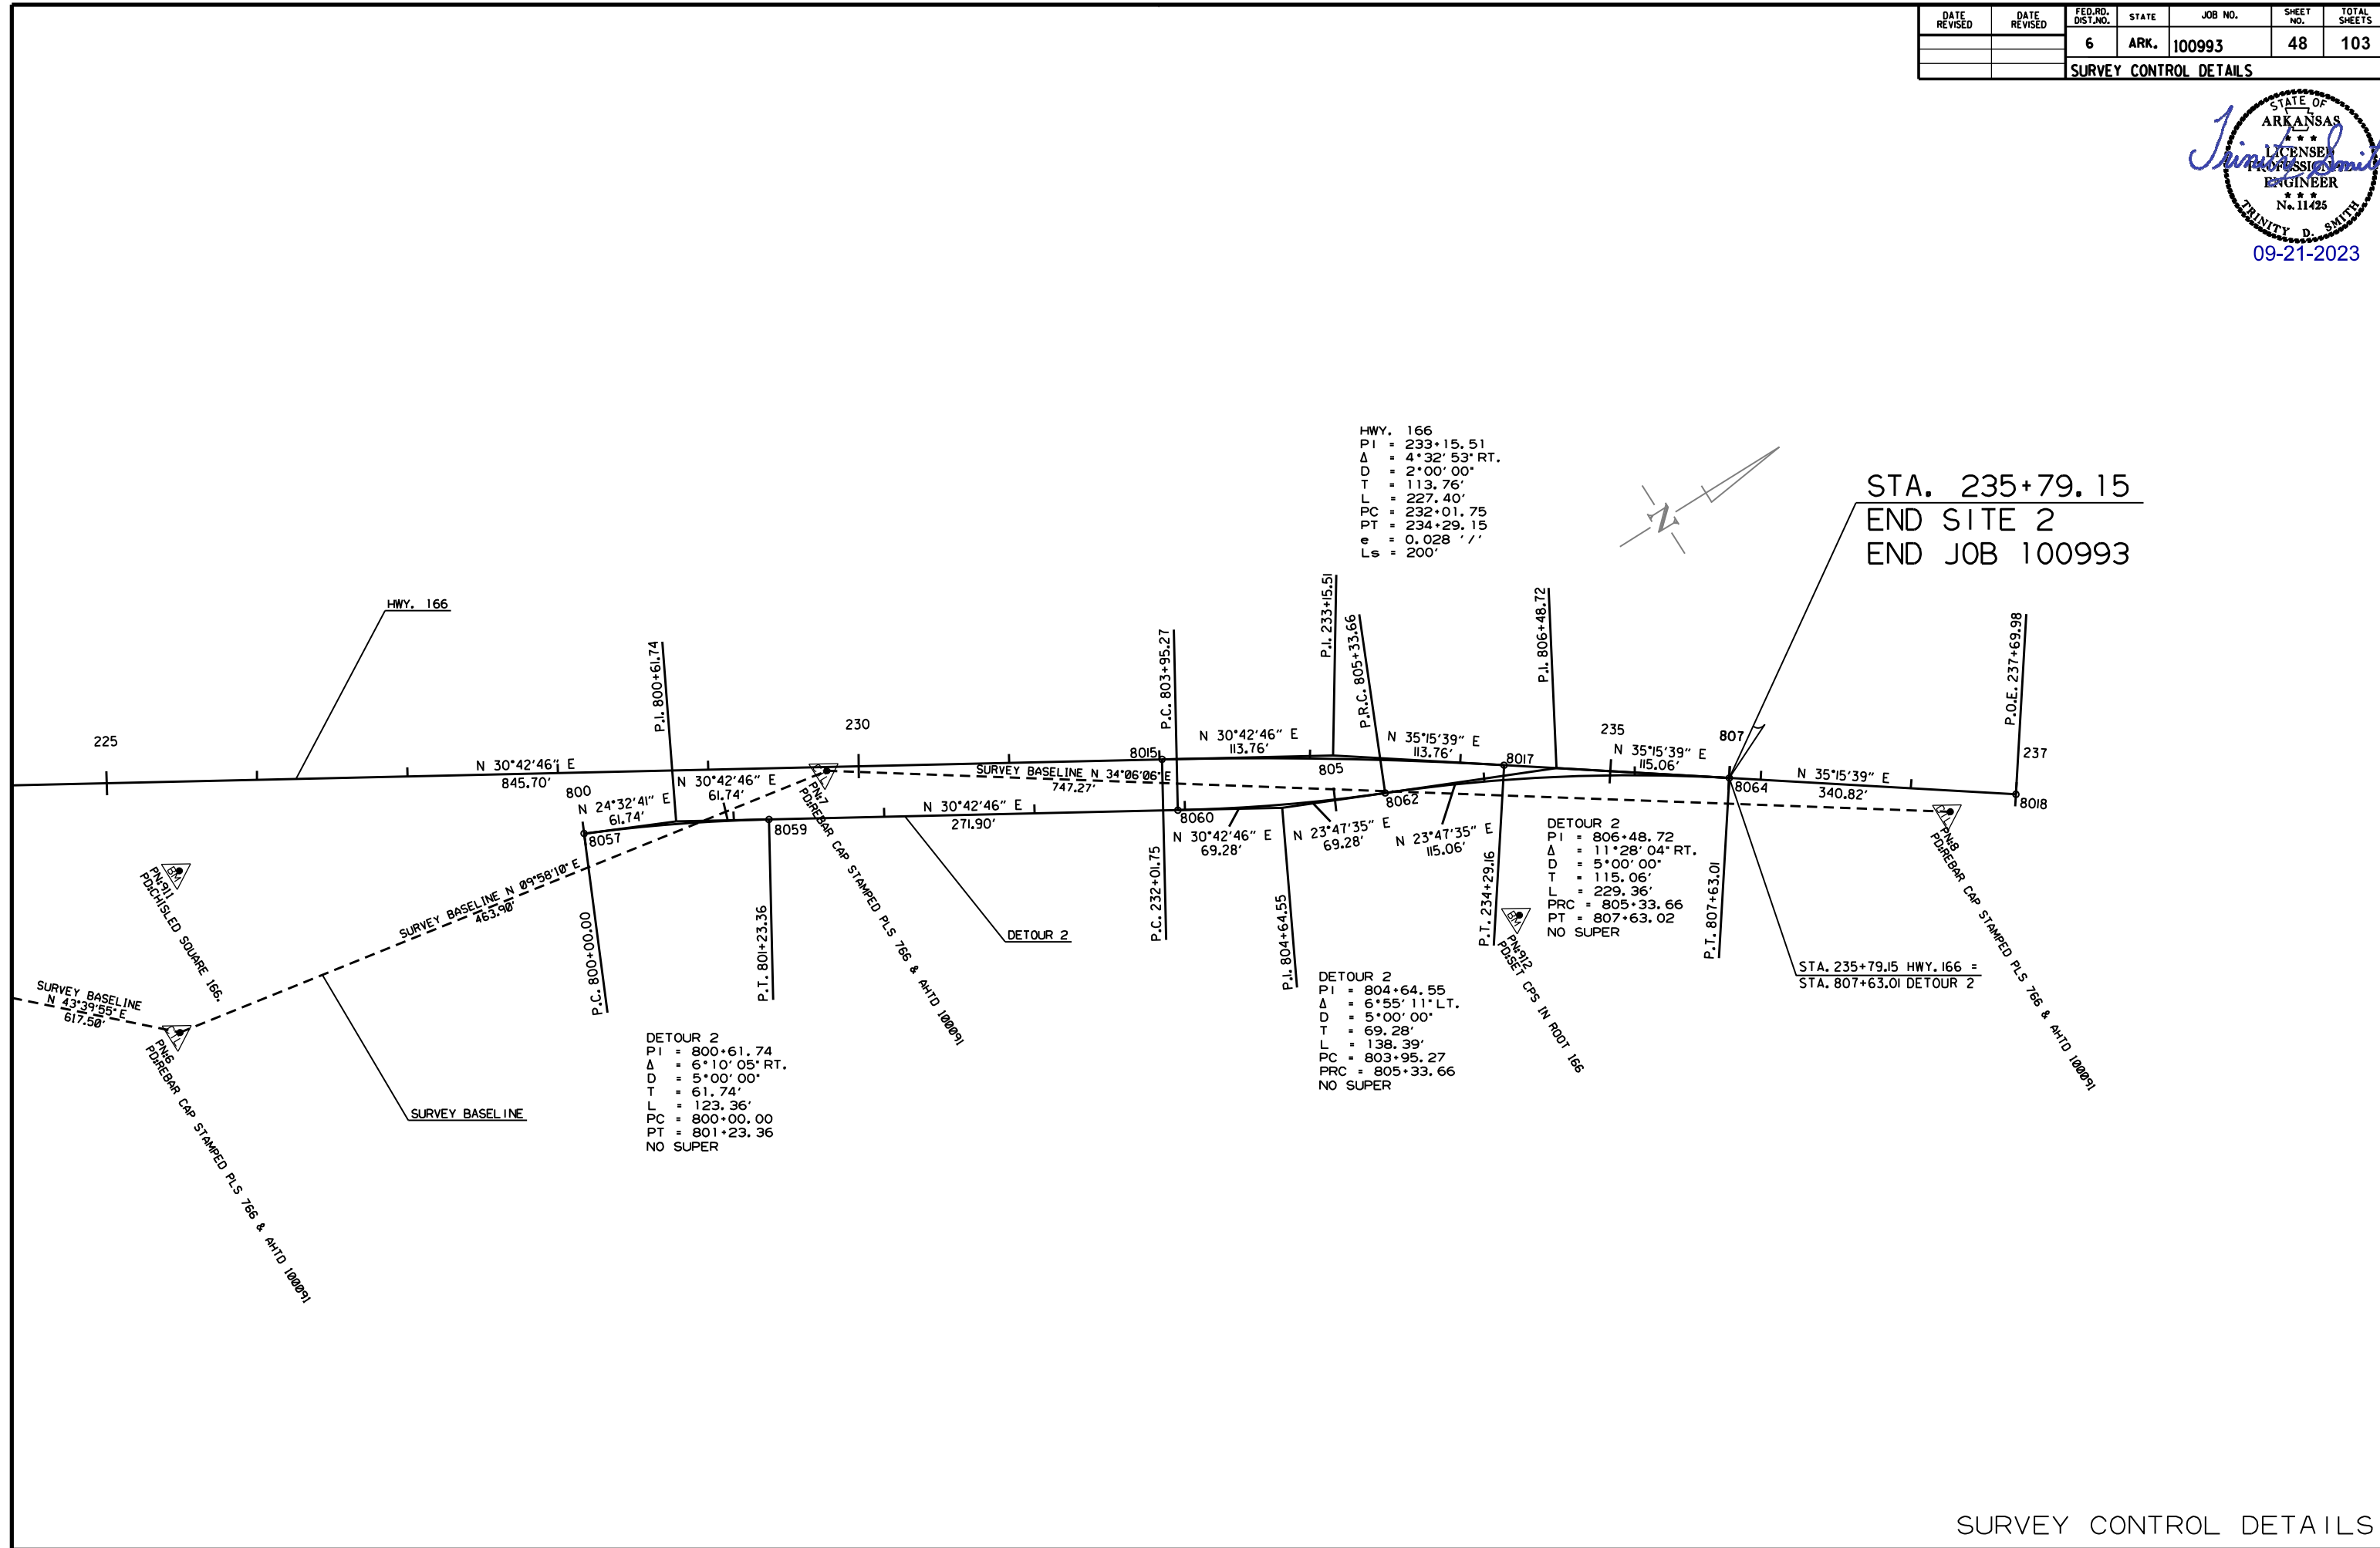 DATE REVISED
DATE REVISED
FED.RD. DIST.NO.
STATE
JOB NO.
SHEET NO.
TOTAL SHEETS
6
ARK.
100993
48
103
SURVEY CONTROL DETAILS
STATE OF
ARKANSAS
★ ★ ★
LICENSED
PROFESSIONAL
ENGINEER
★ ★ ★
No. 11425
TRINITY D. SMITH
Trinity Smith
09-21-2023
HWY. 166
PI = 233+15.51
Δ = 4°32'53"RT.
D = 2°00'00"
T = 113.76'
L = 227.40'
PC = 232+01.75
PT = 234+29.15
e = 0.028 '/'
Ls = 200'
N
STA. 235+79.15
END SITE 2
END JOB 100993
HWY. 166
P.I. 800+61.74
P.C. 803+95.27
P.I. 233+15.51
P.R.C. 805+33.66
P.I. 806+48.72
P.O.E. 237+69.98
225
230
235
807
237
N 30°42'46" E
845.70'
800
N 24°32'41" E
61.74'
N 30°42'46" E
61.74'
8015
N 30°42'46" E
113.76'
805
N 35°15'39" E
113.76'
8017
N 35°15'39" E
115.06'
N 35°15'39" E
340.82'
8064
8018
SURVEY BASELINE N 34°06'06"E
747.27'
8057
8059
N 30°42'46" E
271.90'
8060
8062
N 30°42'46" E
69.28'
N 23°47'35" E
69.28'
N 23°47'35" E
115.06'
DETOUR 2
PI = 806+48.72
Δ = 11°28'04"RT.
D = 5°00'00"
T = 115.06'
L = 229.36'
PRC = 805+33.66
PT = 807+63.02
NO SUPER
BM
PN:911
PD:CHISLED SQUARE 166.
SURVEY BASELINE N 09°58'10"E
463.90'
CTL
PN:7
PD:REBAR CAP STAMPED PLS 766 & AHTD 100091
DETOUR 2
P.C. 800+00.00
P.T. 801+23.36
P.C. 232+01.75
P.I. 804+64.55
P.T. 234+29.16
P.T. 807+63.01
BM
PN:912
PD:SET CPS IN ROOT 166
CTL
PN:8
PD:REBAR CAP STAMPED PLS 766 & AHTD 100091
STA. 235+79.15 HWY. 166 =
STA. 807+63.01 DETOUR 2
SURVEY BASELINE
N 43°39'55"E
617.50'
CTL
PN:6
PD:REBAR CAP STAMPED PLS 766 & AHTD 100091
SURVEY BASELINE
DETOUR 2
PI = 800+61.74
Δ = 6°10'05"RT.
D = 5°00'00"
T = 61.74'
L = 123.36'
PC = 800+00.00
PT = 801+23.36
NO SUPER
DETOUR 2
PI = 804+64.55
Δ = 6°55'11"LT.
D = 5°00'00"
T = 69.28'
L = 138.39'
PC = 803+95.27
PRC = 805+33.66
NO SUPER
SURVEY CONTROL DETAILS